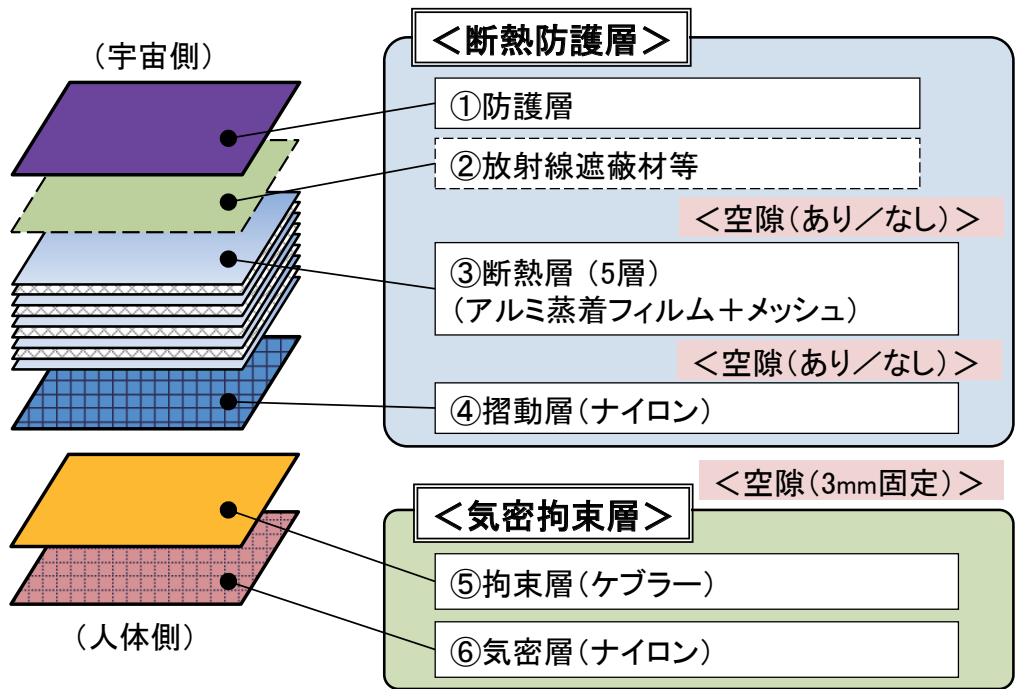 （宇宙側）
＜断熱防護層＞
①防護層
②放射線遮蔽材等
＜空隙（あり／なし）＞
③断熱層（5層）
（アルミ蒸着フィルム＋メッシュ）
＜空隙（あり／なし）＞
④摺動層（ナイロン）
＜空隙（3mm固定）＞
＜気密拘束層＞
⑤拘束層（ケブラー）
⑥気密層（ナイロン）
（人体側）